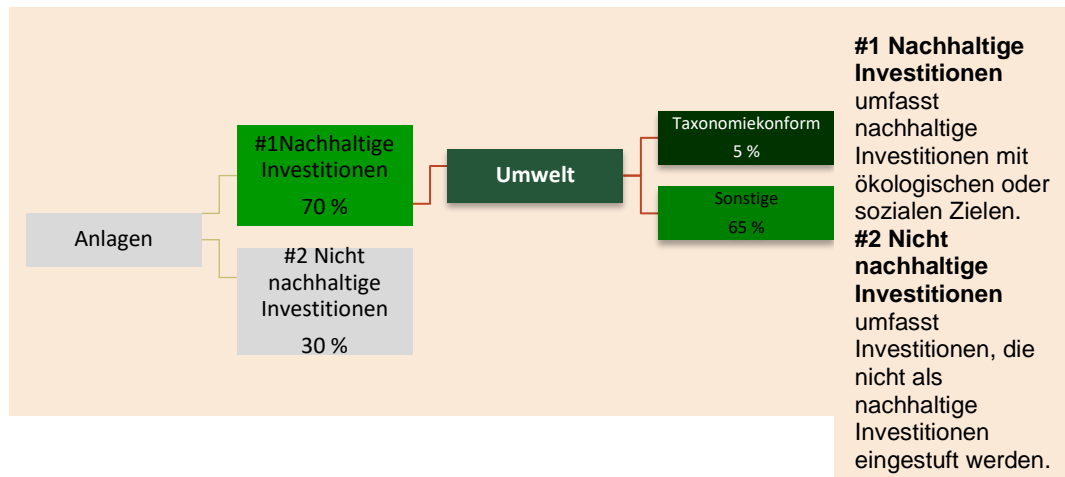 Anlagen
#1Nachhaltige
Investitionen
70 %
#2 Nicht
nachhaltige
Investitionen
30 %
Umwelt
Taxonomiekonform
5 %
Sonstige
65 %
#1 Nachhaltige
Investitionen
umfasst
nachhaltige
Investitionen mit
ökologischen oder
sozialen Zielen.
#2 Nicht
nachhaltige
Investitionen
umfasst
Investitionen, die
nicht als
nachhaltige
Investitionen
eingestuft werden.